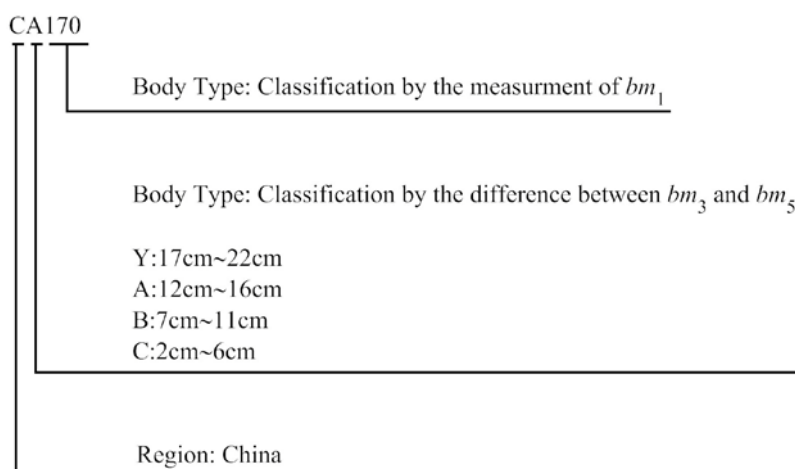 CA170
Body Type: Classification by the measurment of bm₁
Body Type: Classification by the difference between bm₃ and bm₅
Y:17cm~22cm
A:12cm~16cm
B:7cm~11cm
C:2cm~6cm
Region: China